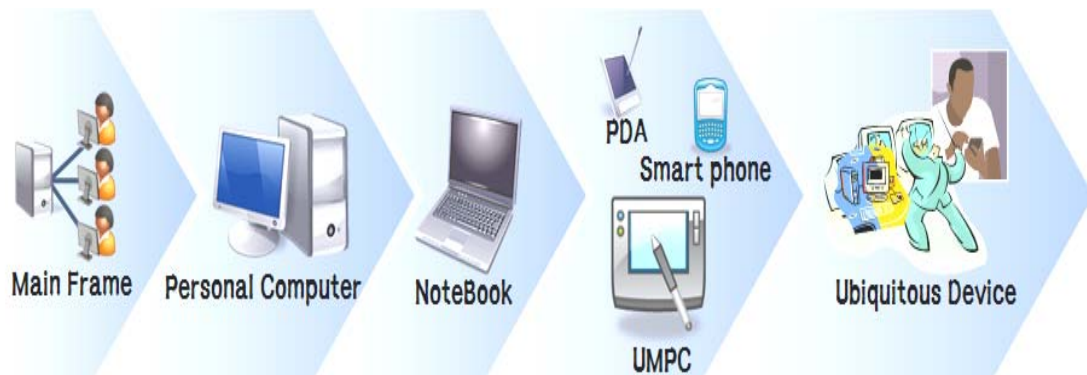 Main Frame
Personal Computer
NoteBook
PDA
Smart phone
UMPC
Ubiquitous Device